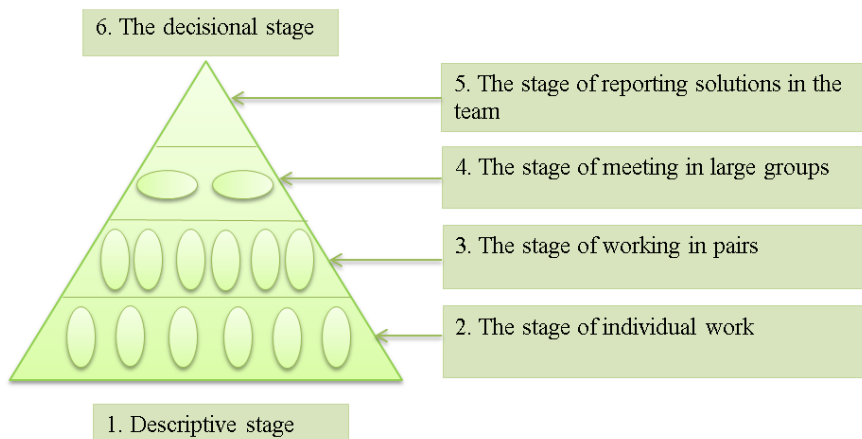 6. The decisional stage
5. The stage of reporting solutions in the
team
4. The stage of meeting in large groups
3. The stage of working in pairs
2. The stage of individual work
1. Descriptive stage